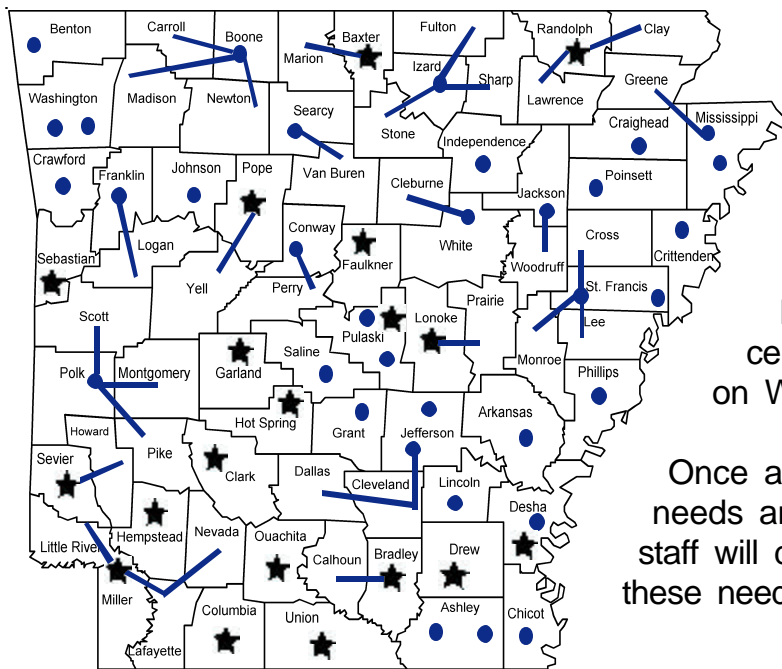 Benton
Carroll
Boone
Marion
Baxter
Fulton
Randolph
Clay
Izard
Sharp
Greene
Lawrence
Washington
Madison
Newton
Searcy
Stone
Independence
Craighead
Mississippi
Crawford
Franklin
Johnson
Pope
Van Buren
Cleburne
Jackson
Poinsett
Logan
Conway
Faulkner
White
Woodruff
Cross
Crittenden
Sebastian
Yell
Perry
Prairie
St. Francis
Lee
Scott
Lonoke
Pulaski
Saline
Garland
Monroe
Phillips
ce
on W
Polk
Montgomery
Hot Spring
Grant
Jefferson
Arkansas
Howard
Pike
Sevier
Clark
Dallas
Cleveland
Lincoln
Desha
Once a
needs an
staff will
these need
Little River
Hempstead
Nevada
Ouachita
Calhoun
Bradley
Drew
Miller
Lafayette
Columbia
Union
Ashley
Chicot